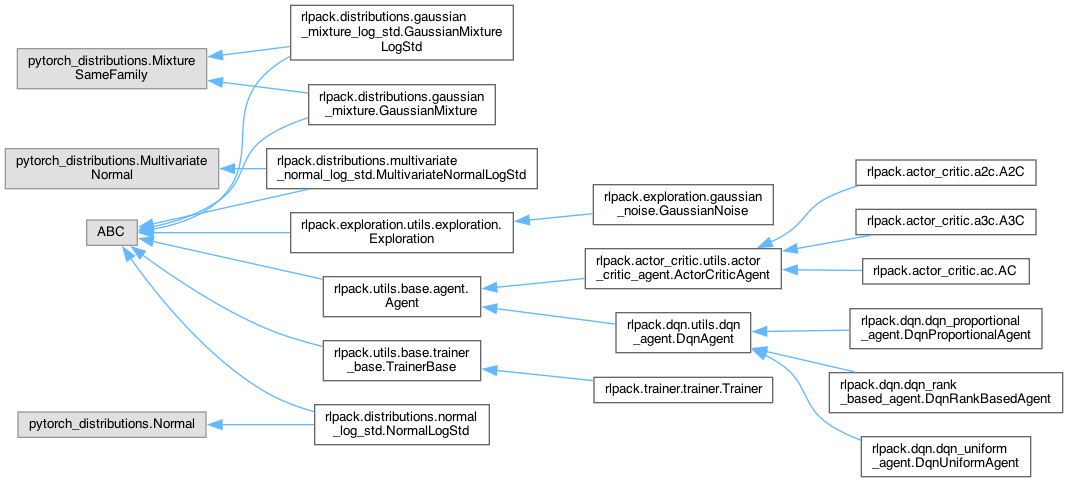 pytorch_distributions.Mixture
SameFamily
pytorch_distributions.Multivariate
Normal
ABC
pytorch_distributions.Normal
rlpack.distributions.gaussian
_mixture_log_std.GaussianMixture
LogStd
rlpack.distributions.gaussian
_mixture.GaussianMixture
rlpack.distributions.multivariate
_normal_log_std.MultivariateNormalLogStd
rlpack.exploration.utils.exploration.
Exploration
rlpack.utils.base.agent.
Agent
rlpack.utils.base.trainer
_base.TrainerBase
rlpack.distributions.normal
_log_std.NormalLogStd
rlpack.exploration.gaussian
_noise.GaussianNoise
rlpack.actor_critic.utils.actor
_critic_agent.ActorCriticAgent
rlpack.dqn.utils.dqn
_agent.DqnAgent
rlpack.trainer.trainer.Trainer
rlpack.actor_critic.a2c.A2C
rlpack.actor_critic.a3c.A3C
rlpack.actor_critic.ac.AC
rlpack.dqn.dqn_proportional
_agent.DqnProportionalAgent
rlpack.dqn.dqn_rank
_based_agent.DqnRankBasedAgent
rlpack.dqn.dqn_uniform
_agent.DqnUniformAgent